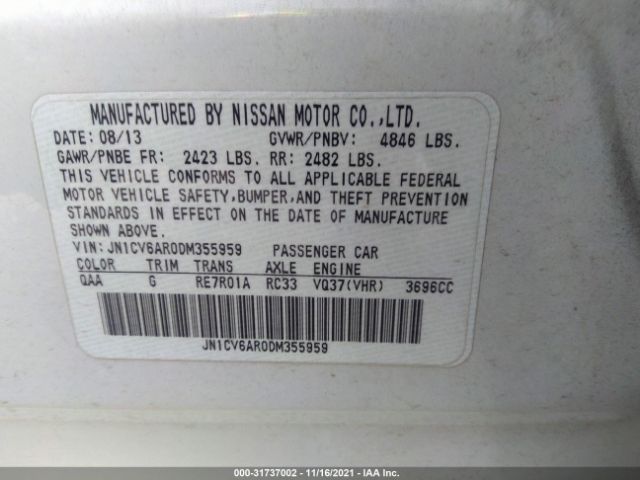 MANUFACTURED BY NISSAN MOTOR CO.,LTD.
DATE: 08/13 GVWR/PNBV: 4846 LBS.
GAWR/PNBE FR: 2423 LBS. RR: 2482 LBS.
THIS VEHICLE CONFORMS TO ALL APPLICABLE FEDERAL
MOTOR VEHICLE SAFETY,BUMPER,AND THEFT PREVENTION
STANDARDS IN EFFECT ON THE DATE OF MANUFACTURE
SHOWN ABOVE.
VIN: JN1CV6AR0DM355959 PASSENGER CAR
COLOR TRIM TRANS AXLE ENGINE
QAA G RE7R01A RC33 VQ37(VHR) 3696CC
JN1CV6AR0DM355959
000-31737002 - 11/16/2021 - IAA Inc.